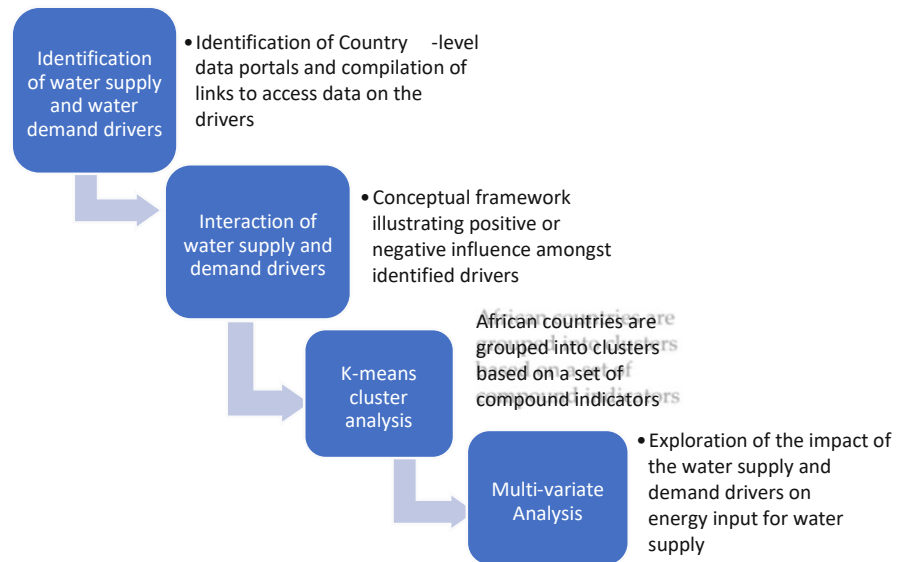 Identification
of water supply
and water
demand drivers
•Identification of Country -level
data portals and compilation of
links to access data on the
drivers
Interaction of
water supply and
demand drivers
•Conceptual framework
illustrating positive or
negative influence amongst
identified drivers
K-means
cluster
analysis
African countries are
grouped into clusters
based on a set of
compound indicators
Multi-variate
Analysis
•Exploration of the impact of
the water supply and
demand drivers on
energy input for water
supply